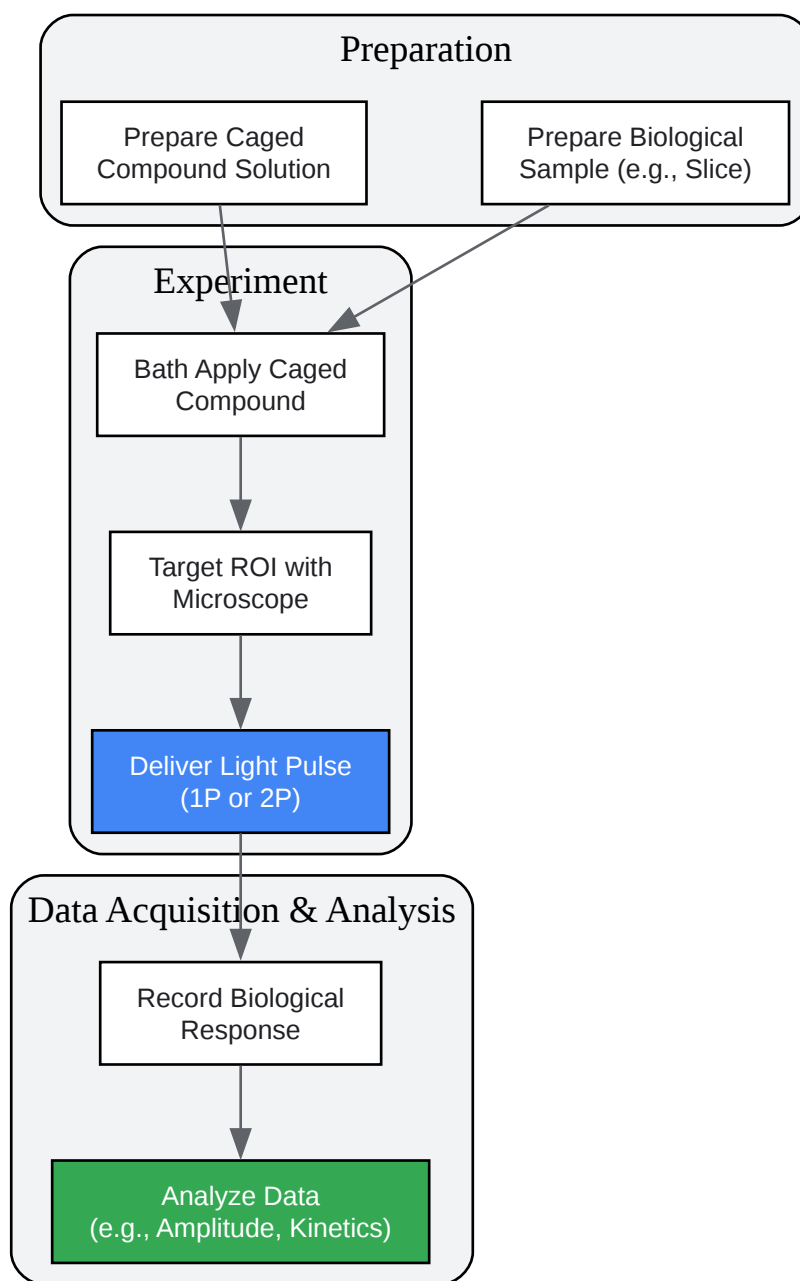 Preparation
Prepare Caged
Compound Solution
Prepare Biological
Sample (e.g., Slice)
Experiment
Bath Apply Caged
Compound
Target ROI with
Microscope
Deliver Light Pulse
(1P or 2P)
Data Acquisition & Analysis
Record Biological
Response
Analyze Data
(e.g., Amplitude, Kinetics)